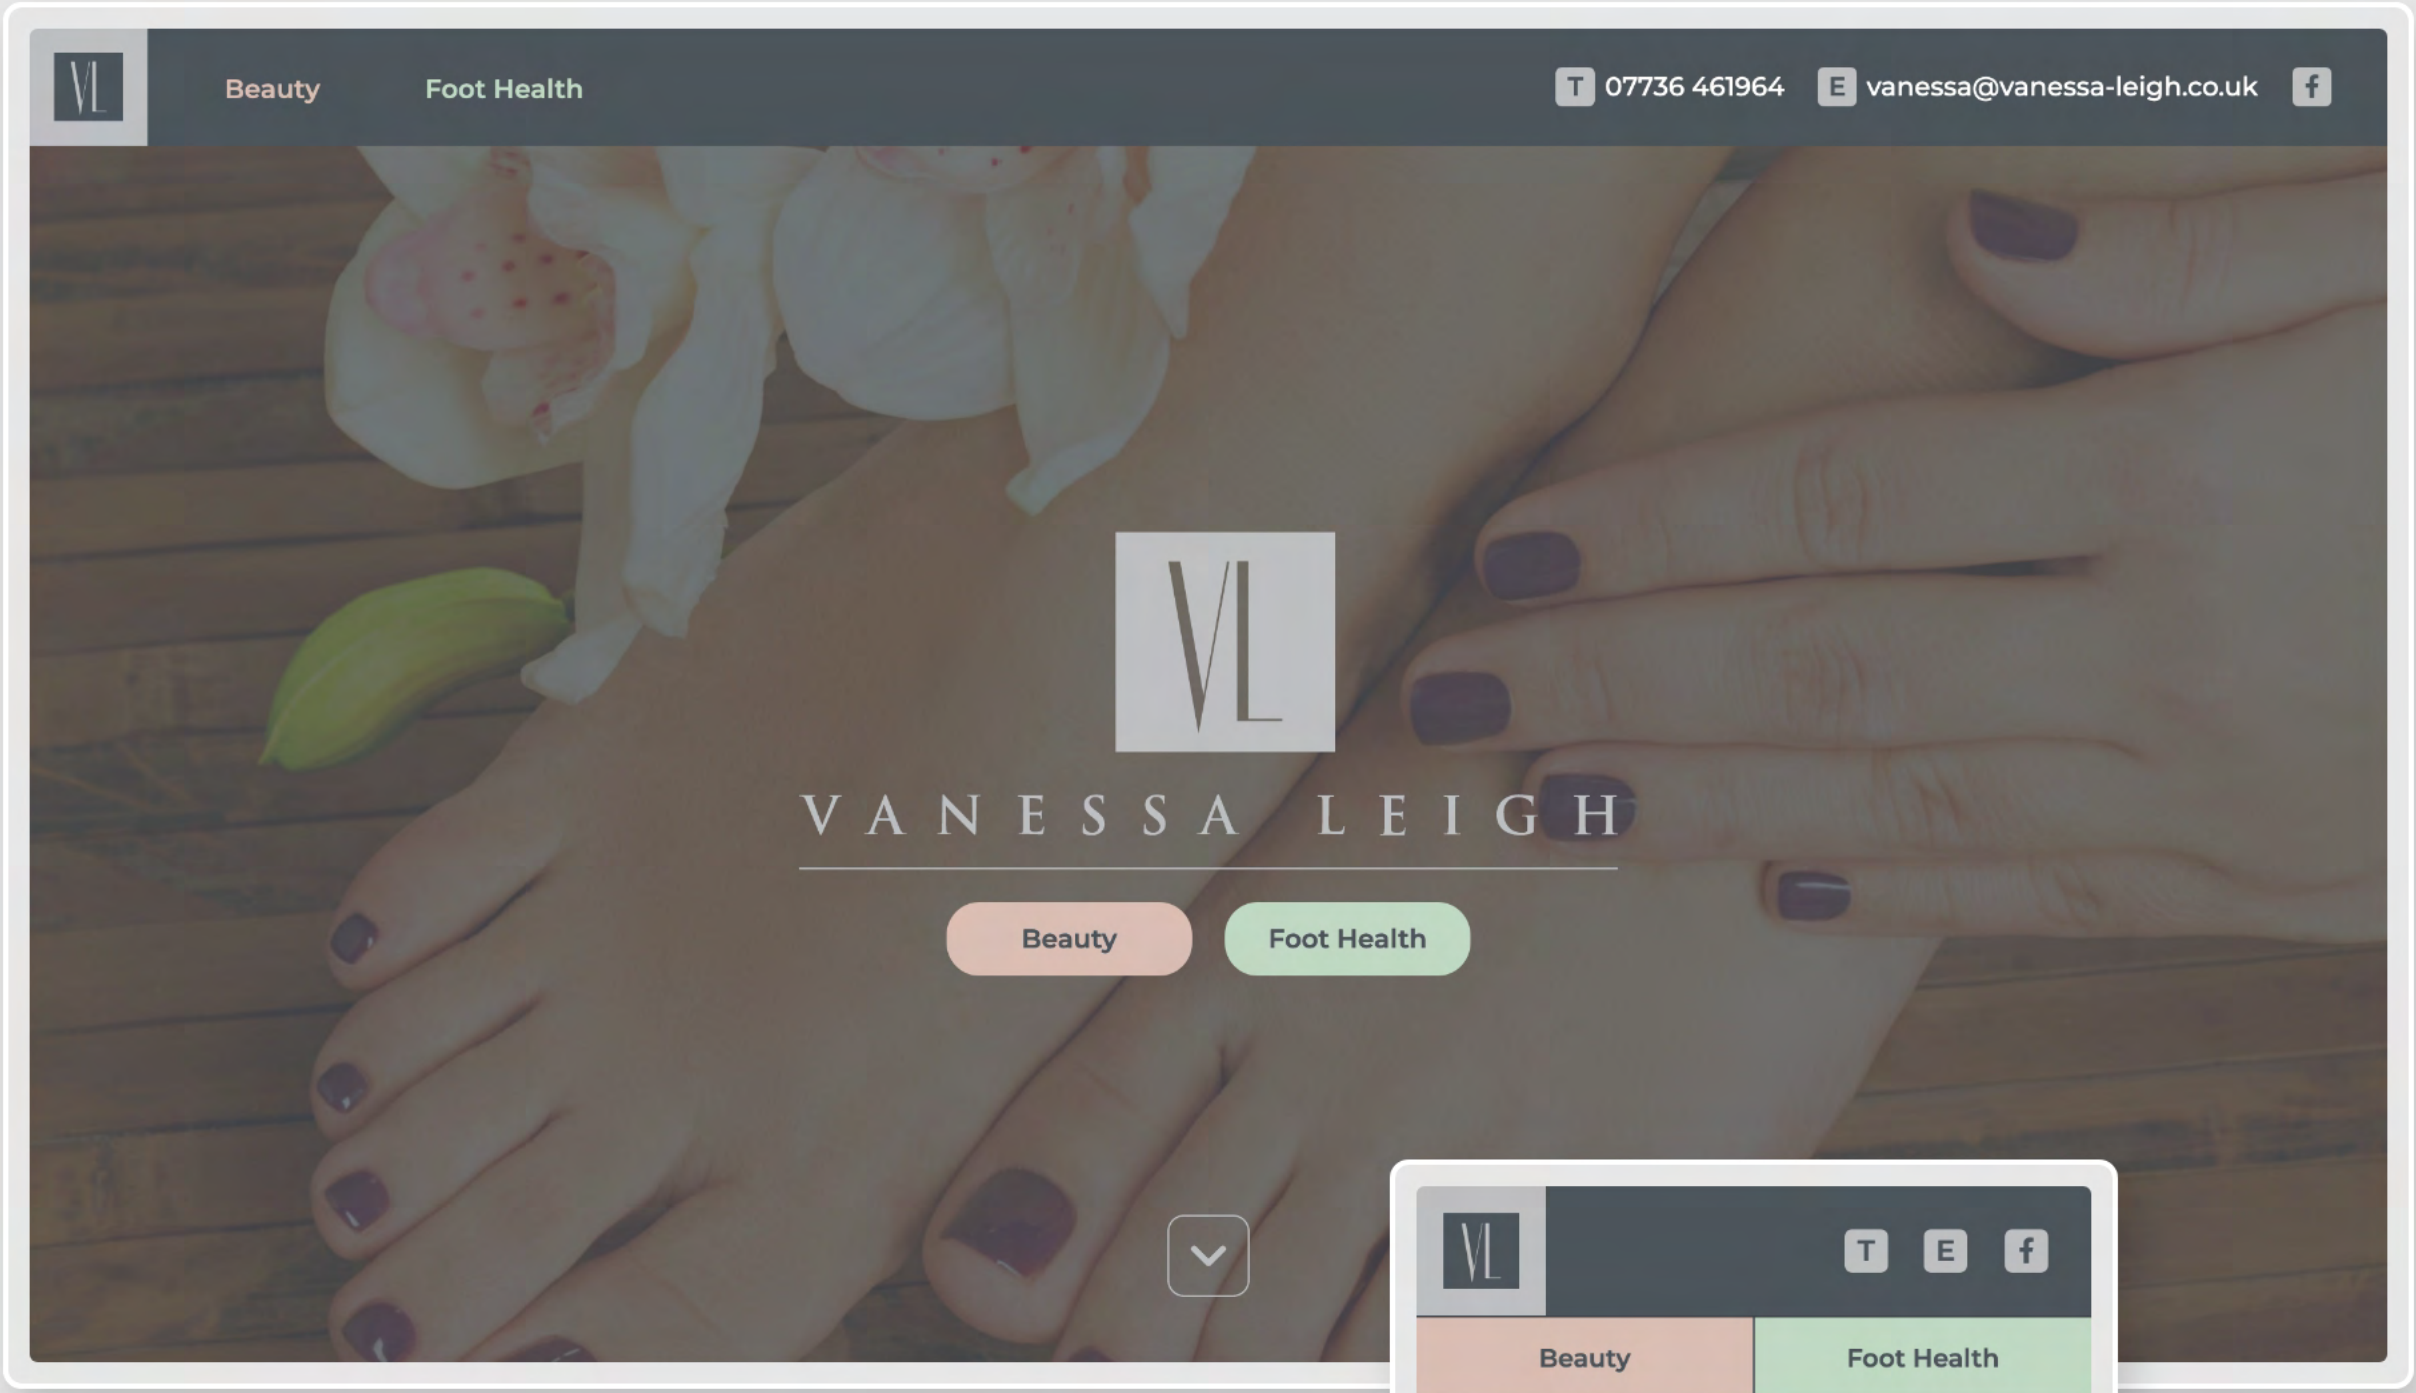 VL
Beauty
Foot Health
T 07736 461964
E vanessa@vanessa-leigh.co.uk
f
VL
VANESSA LEIGH
Beauty
Foot Health
VL
T
E
f
Beauty
Foot Health